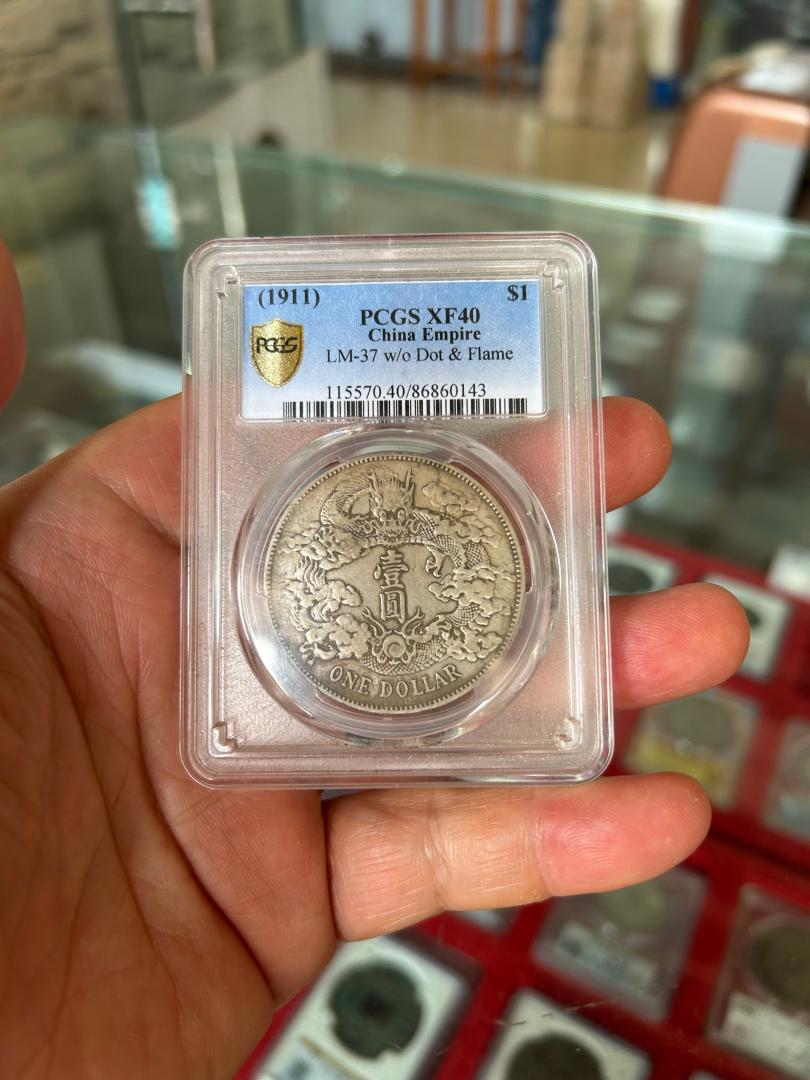 (1911) $1
PCGS XF40
China Empire
PCGS
LM-37 w/o Dot & Flame
115570.40/86860143
壹
圓
ONE DOLLAR